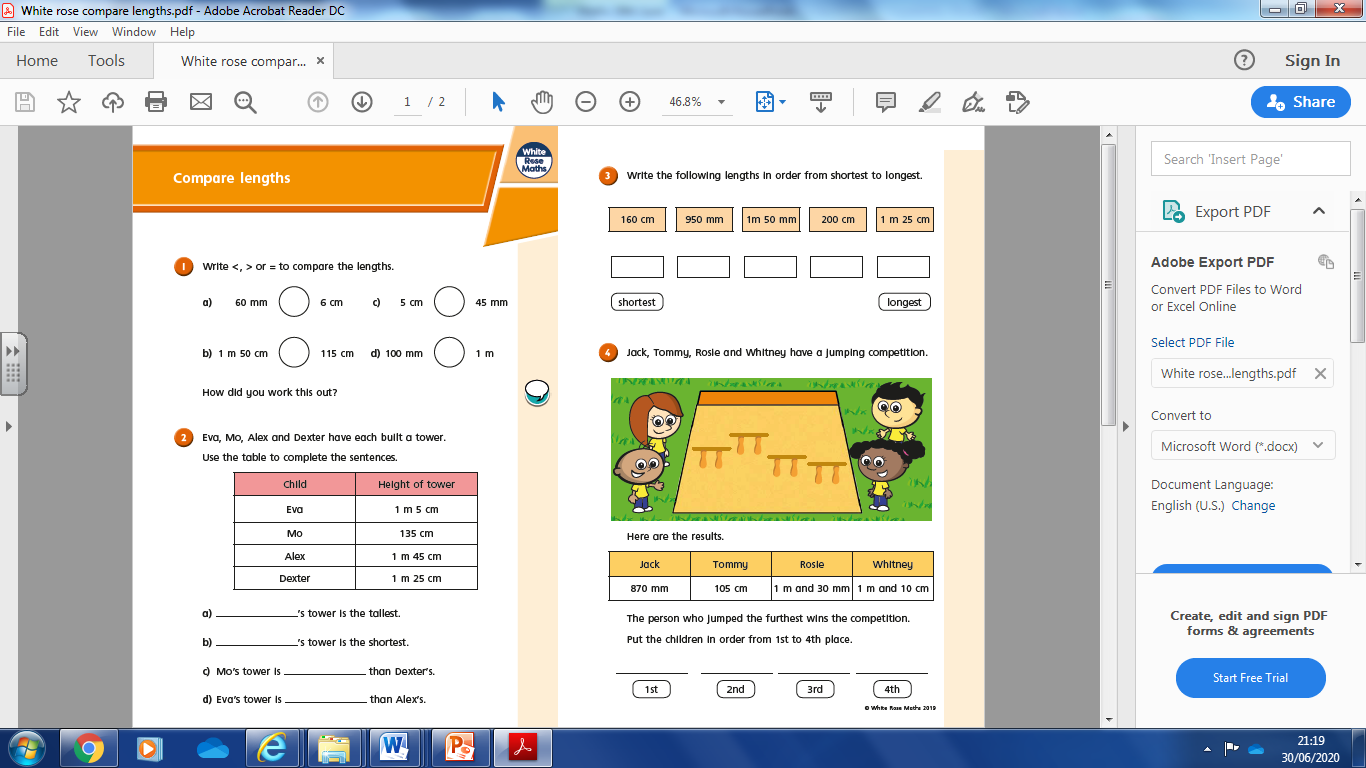 White rose compare lengths.pdf - Adobe Acrobat Reader DC
File Edit View Window Help
Home Tools White rose compar... ×
? Sign In
1 / 2
46.8%
Share
White
Rose
Maths
Compare lengths
1 Write <, > or = to compare the lengths.
a) 60 mm 6 cm c) 5 cm 45 mm
b) 1 m 50 cm 115 cm d) 100 mm 1 m
How did you work this out?
2 Eva, Mo, Alex and Dexter have each built a tower.
Use the table to complete the sentences.
Child Height of tower
Eva 1 m 5 cm
Mo 135 cm
Alex 1 m 45 cm
Dexter 1 m 25 cm
a) ______________'s tower is the tallest.
b) ______________'s tower is the shortest.
c) Mo's tower is ______________ than Dexter's.
d) Eva's tower is ______________ than Alex's.
3 Write the following lengths in order from shortest to longest.
160 cm 950 mm 1m 50 mm 200 cm 1 m 25 cm
shortest longest
4 Jack, Tommy, Rosie and Whitney have a jumping competition.
Here are the results.
Jack Tommy Rosie Whitney
870 mm 105 cm 1 m and 30 mm 1 m and 10 cm
The person who jumped the furthest wins the competition.
Put the children in order from 1st to 4th place.
1st 2nd 3rd 4th
© White Rose Maths 2019
Search 'Insert Page'
Export PDF
Adobe Export PDF
Convert PDF Files to Word
or Excel Online
Select PDF File
White rose...lengths.pdf
Convert to
Microsoft Word (*.docx)
Document Language:
English (U.S.) Change
Create, edit and sign PDF
forms & agreements
Start Free Trial
21:19
30/06/2020